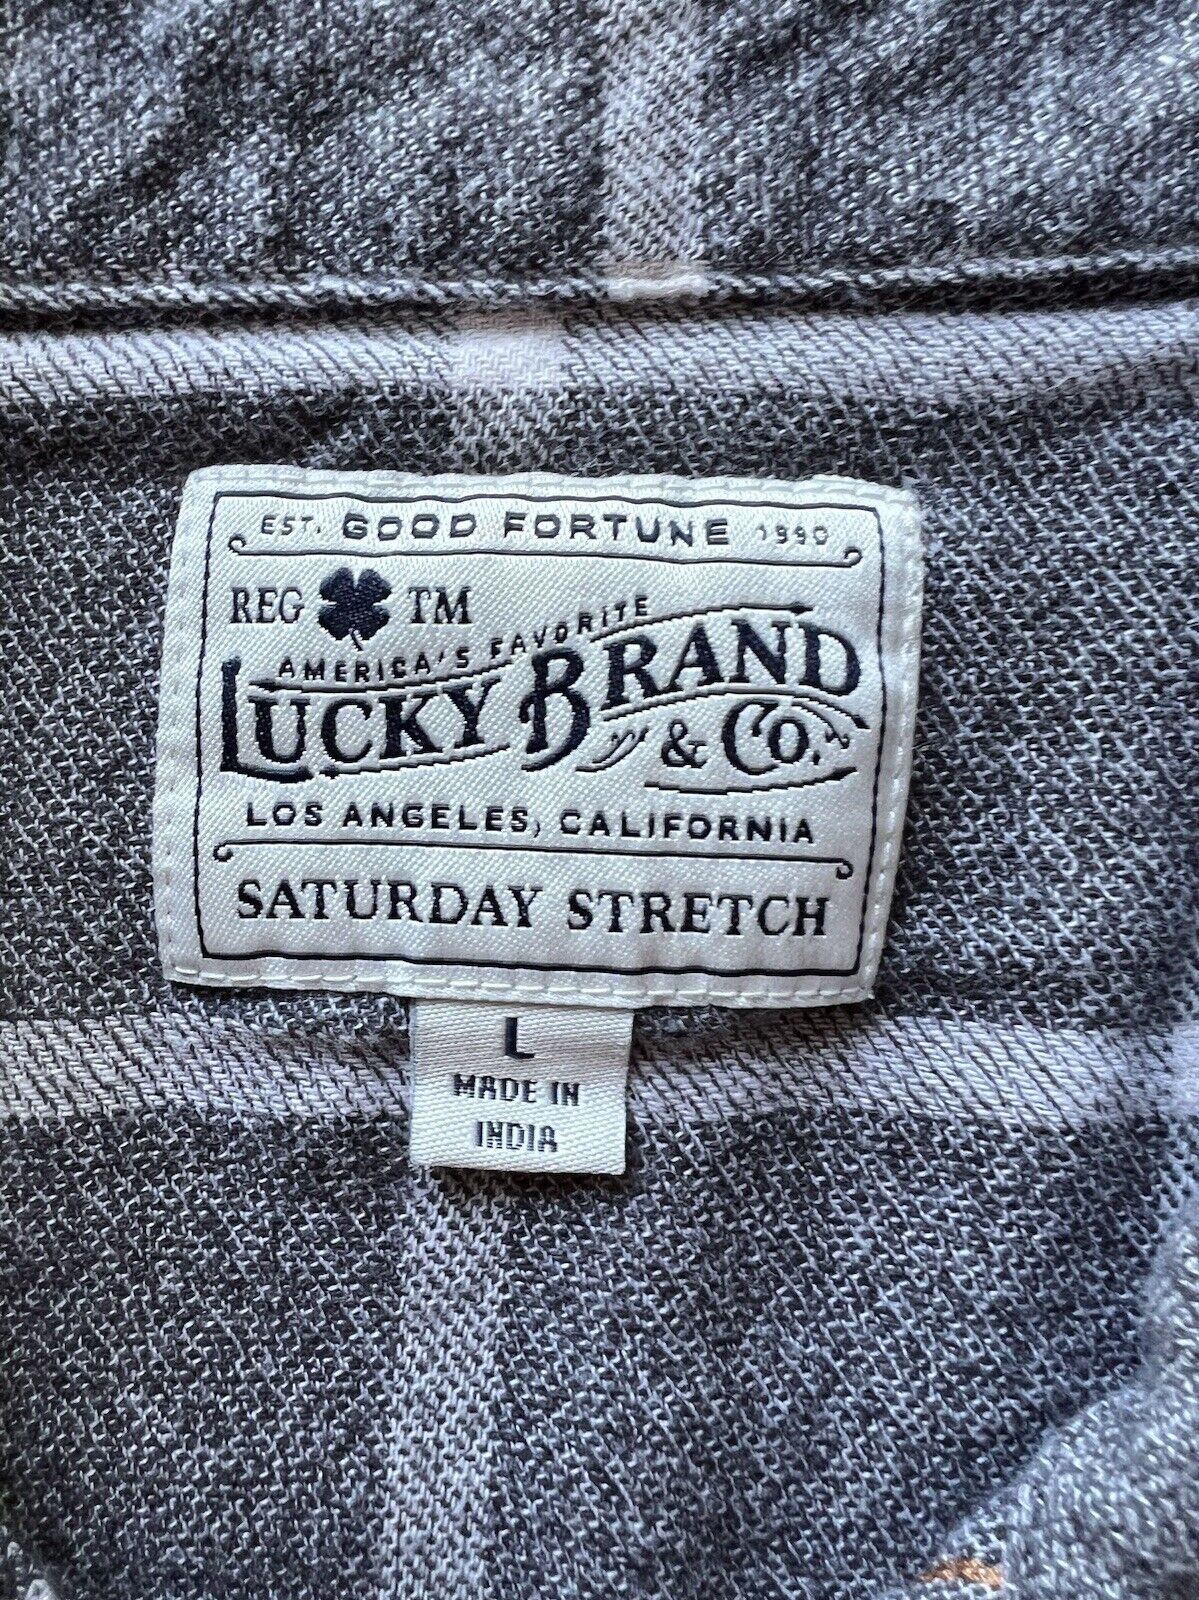 EST. GOOD FORTUNE 1990
REG TM
AMERICA'S FAVORITE
LUCKY BRAND
& CO.
LOS ANGELES, CALIFORNIA
SATURDAY STRETCH
L
MADE IN
INDIA